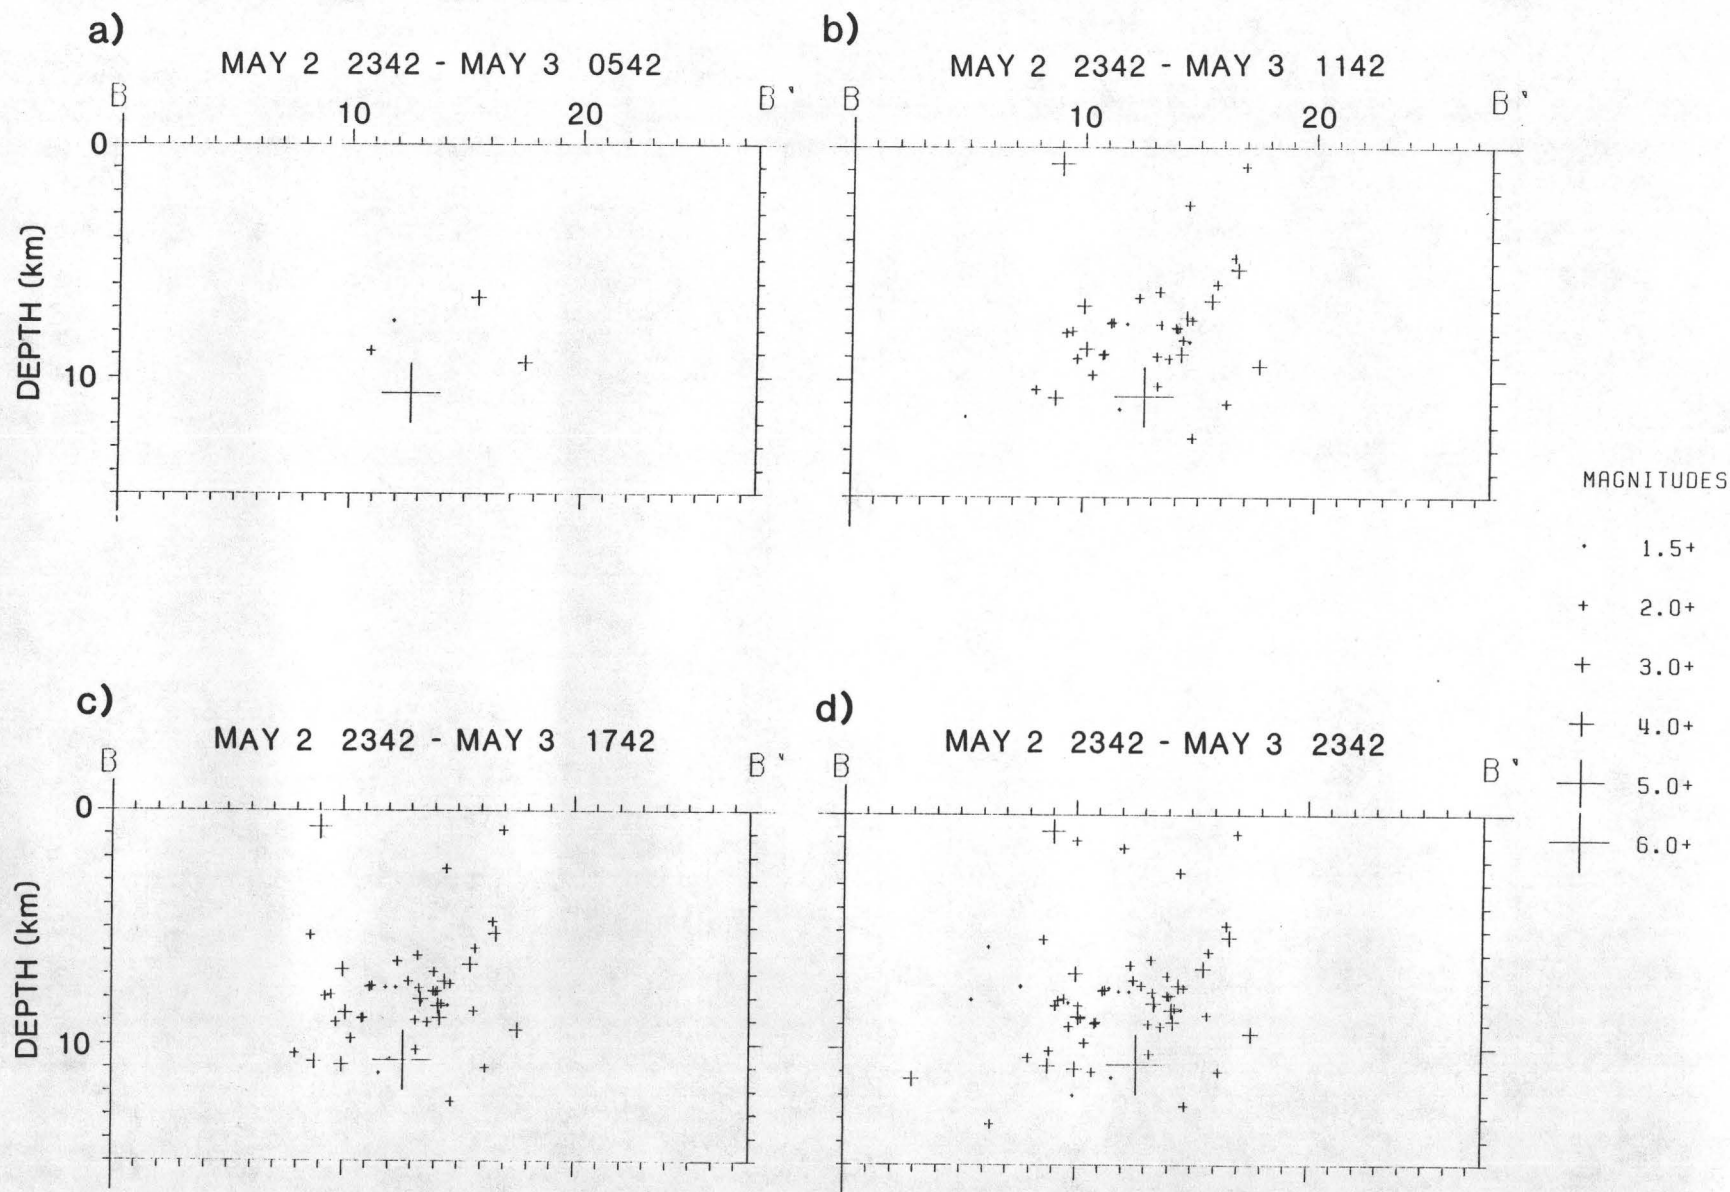 a)
MAY 2 2342 - MAY 3 0542
B B'
10 20
0
DEPTH (km)
10
b)
MAY 2 2342 - MAY 3 1142
B B'
10 20
MAGNITUDES
1.5+
2.0+
3.0+
4.0+
5.0+
6.0+
c)
MAY 2 2342 - MAY 3 1742
B B'
0
DEPTH (km)
10
d)
MAY 2 2342 - MAY 3 2342
B B'